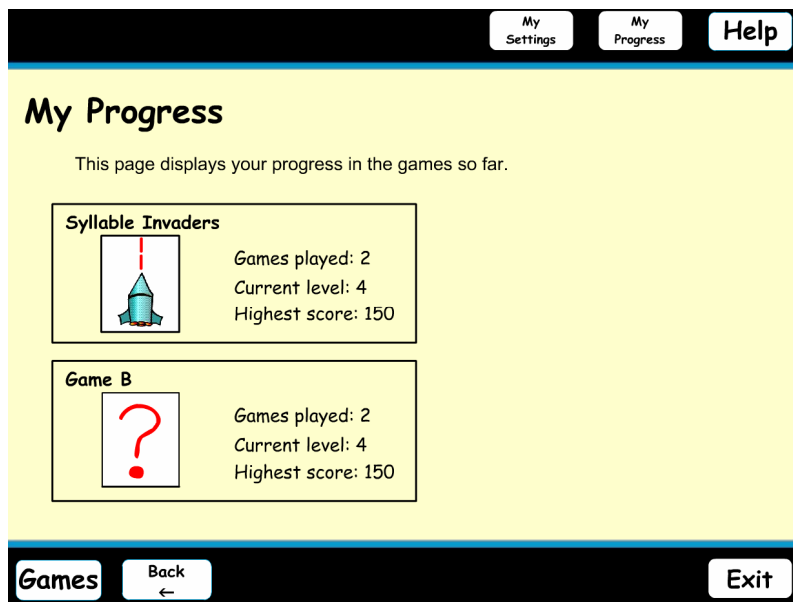 My
Settings
My
Progress
Help
My Progress
This page displays your progress in the games so far.
Syllable Invaders
Games played: 2
Current level: 4
Highest score: 150
Game B
?
Games played: 2
Current level: 4
Highest score: 150
Games
Back
←
Exit